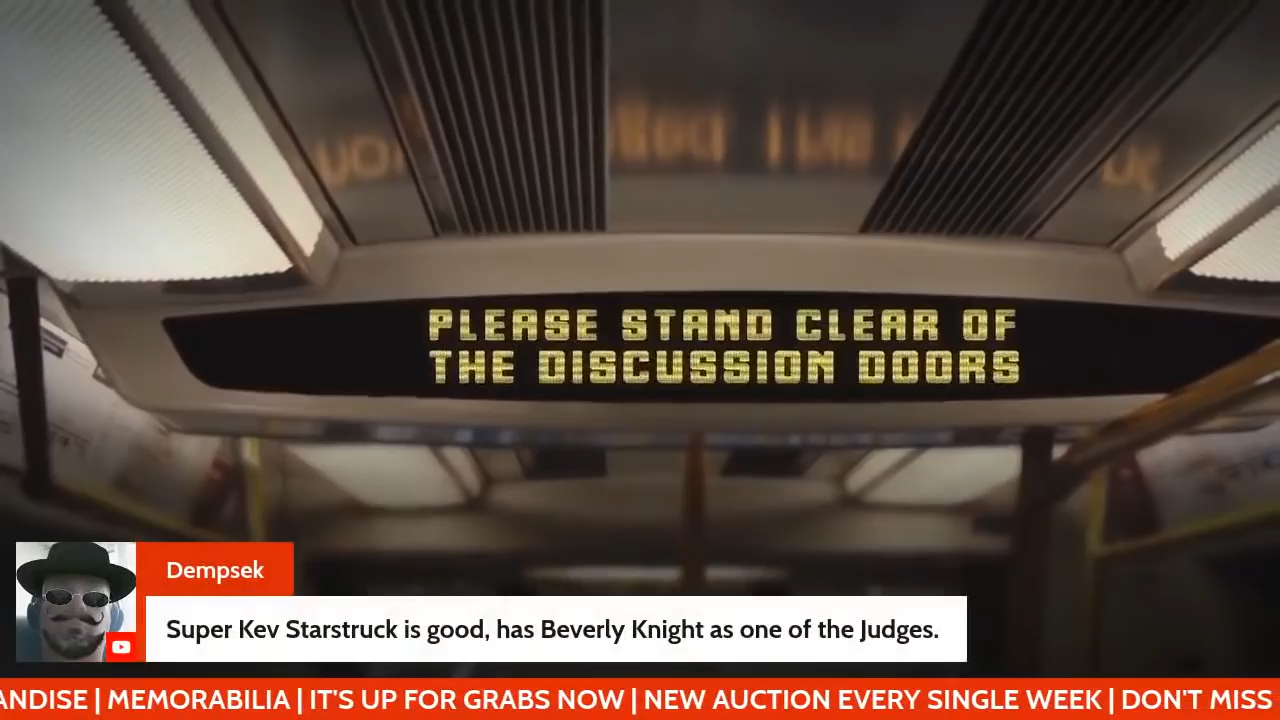 PLEASE STAND CLEAR OF
THE DISCUSSION DOORS
Dempsek
Super Kev Starstruck is good, has Beverly Knight as one of the Judges.
ANDISE | MEMORABILIA | IT'S UP FOR GRABS NOW | NEW AUCTION EVERY SINGLE WEEK | DON'T MISS